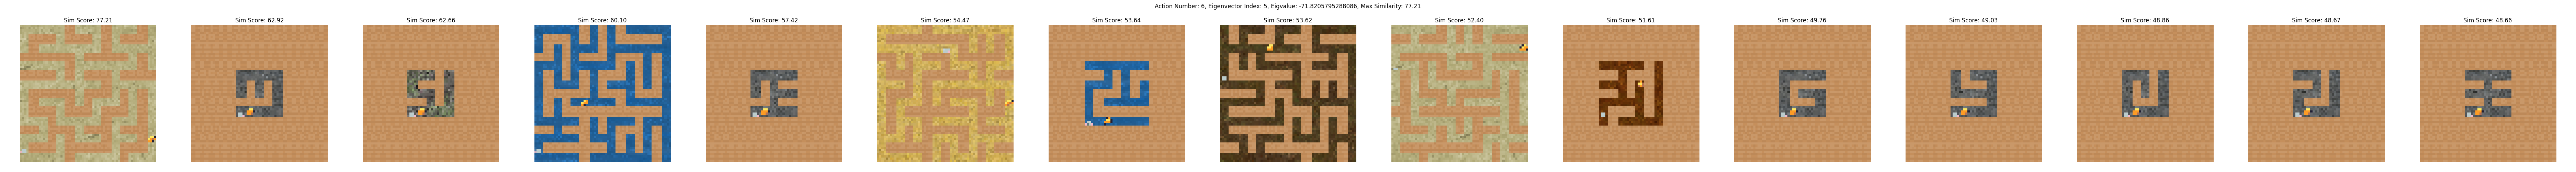 Action Number: 6, Eigenvector Index: 5, Eigvalue: -71.8205795288086, Max Similarity: 77.21
Sim Score: 77.21
Sim Score: 62.92
Sim Score: 62.66
Sim Score: 60.10
Sim Score: 57.42
Sim Score: 54.47
Sim Score: 53.64
Sim Score: 53.62
Sim Score: 52.40
Sim Score: 51.61
Sim Score: 49.76
Sim Score: 49.03
Sim Score: 48.86
Sim Score: 48.67
Sim Score: 48.66